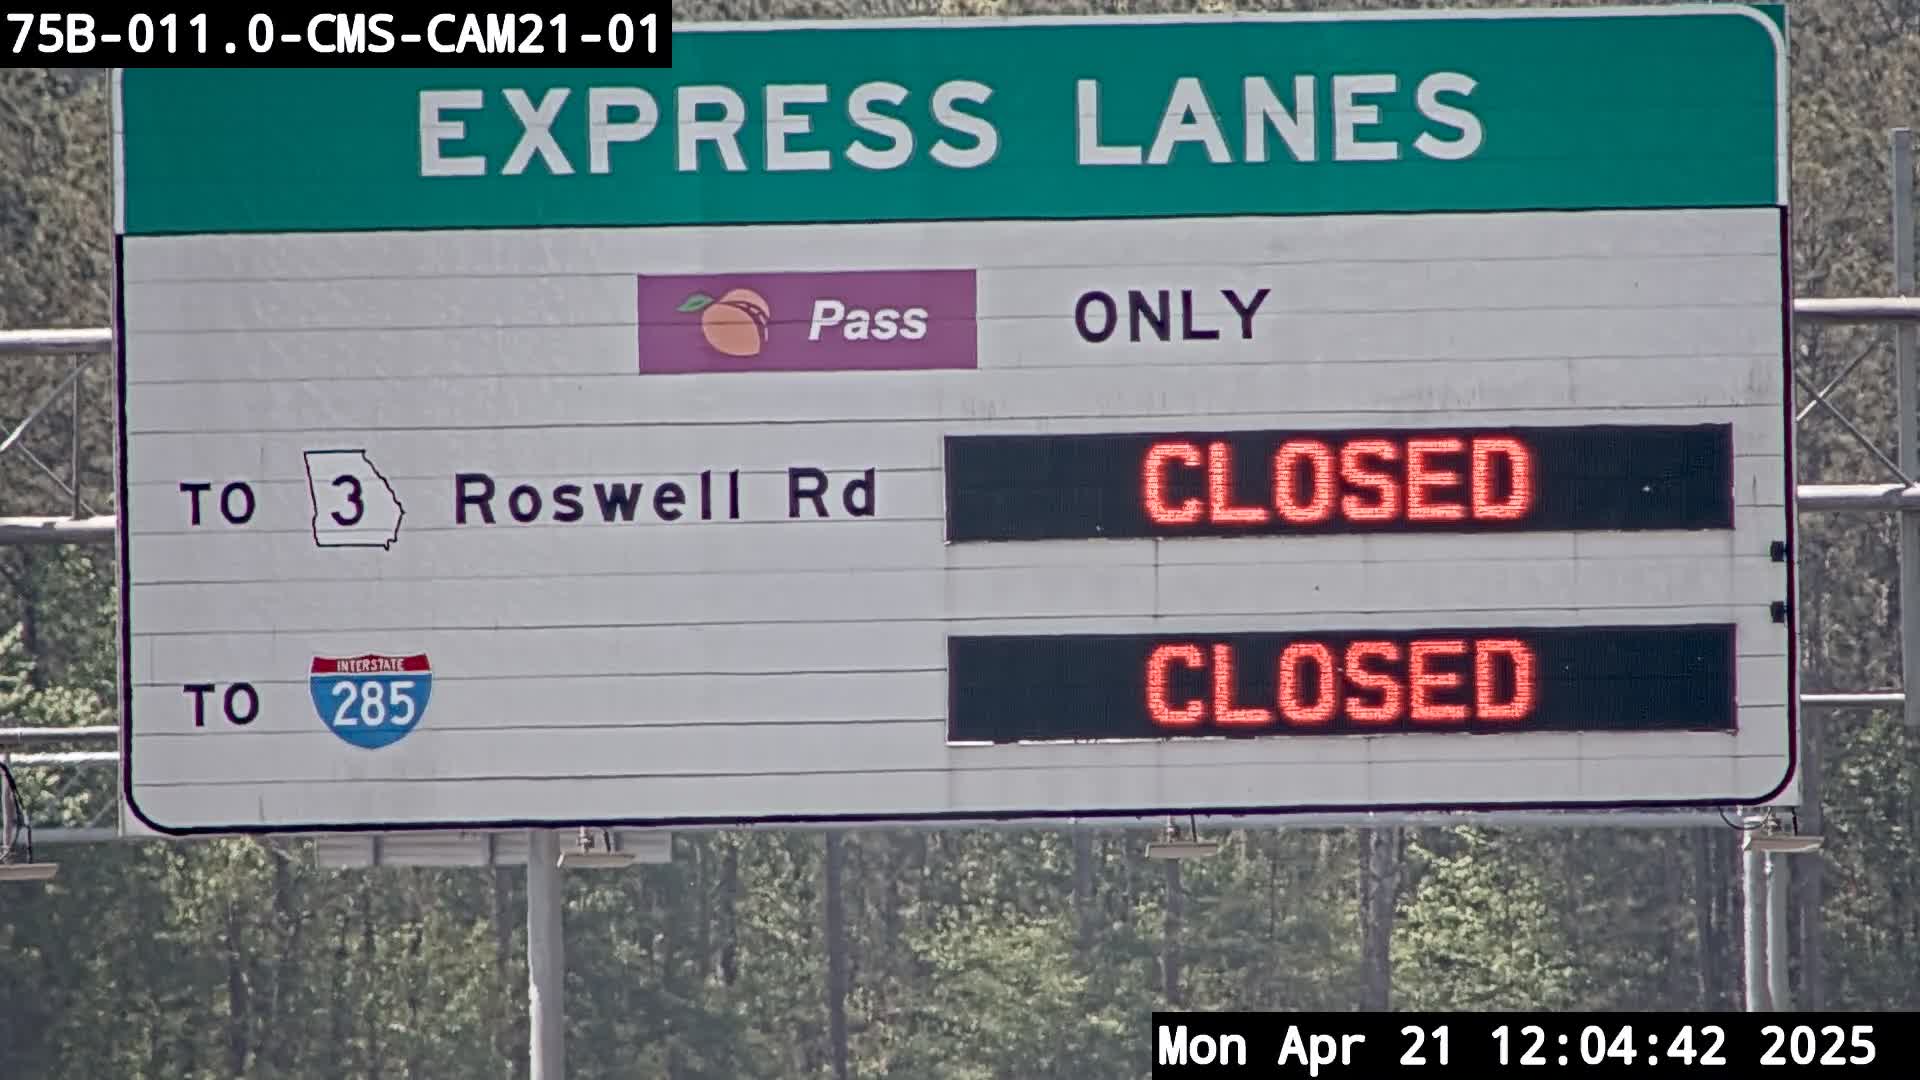 75B-011.0-CMS-CAM21-01
EXPRESS LANES
Pass ONLY
TO 3 Roswell Rd CLOSED
INTERSTATE
TO 285 CLOSED
Mon Apr 21 12:04:42 2025